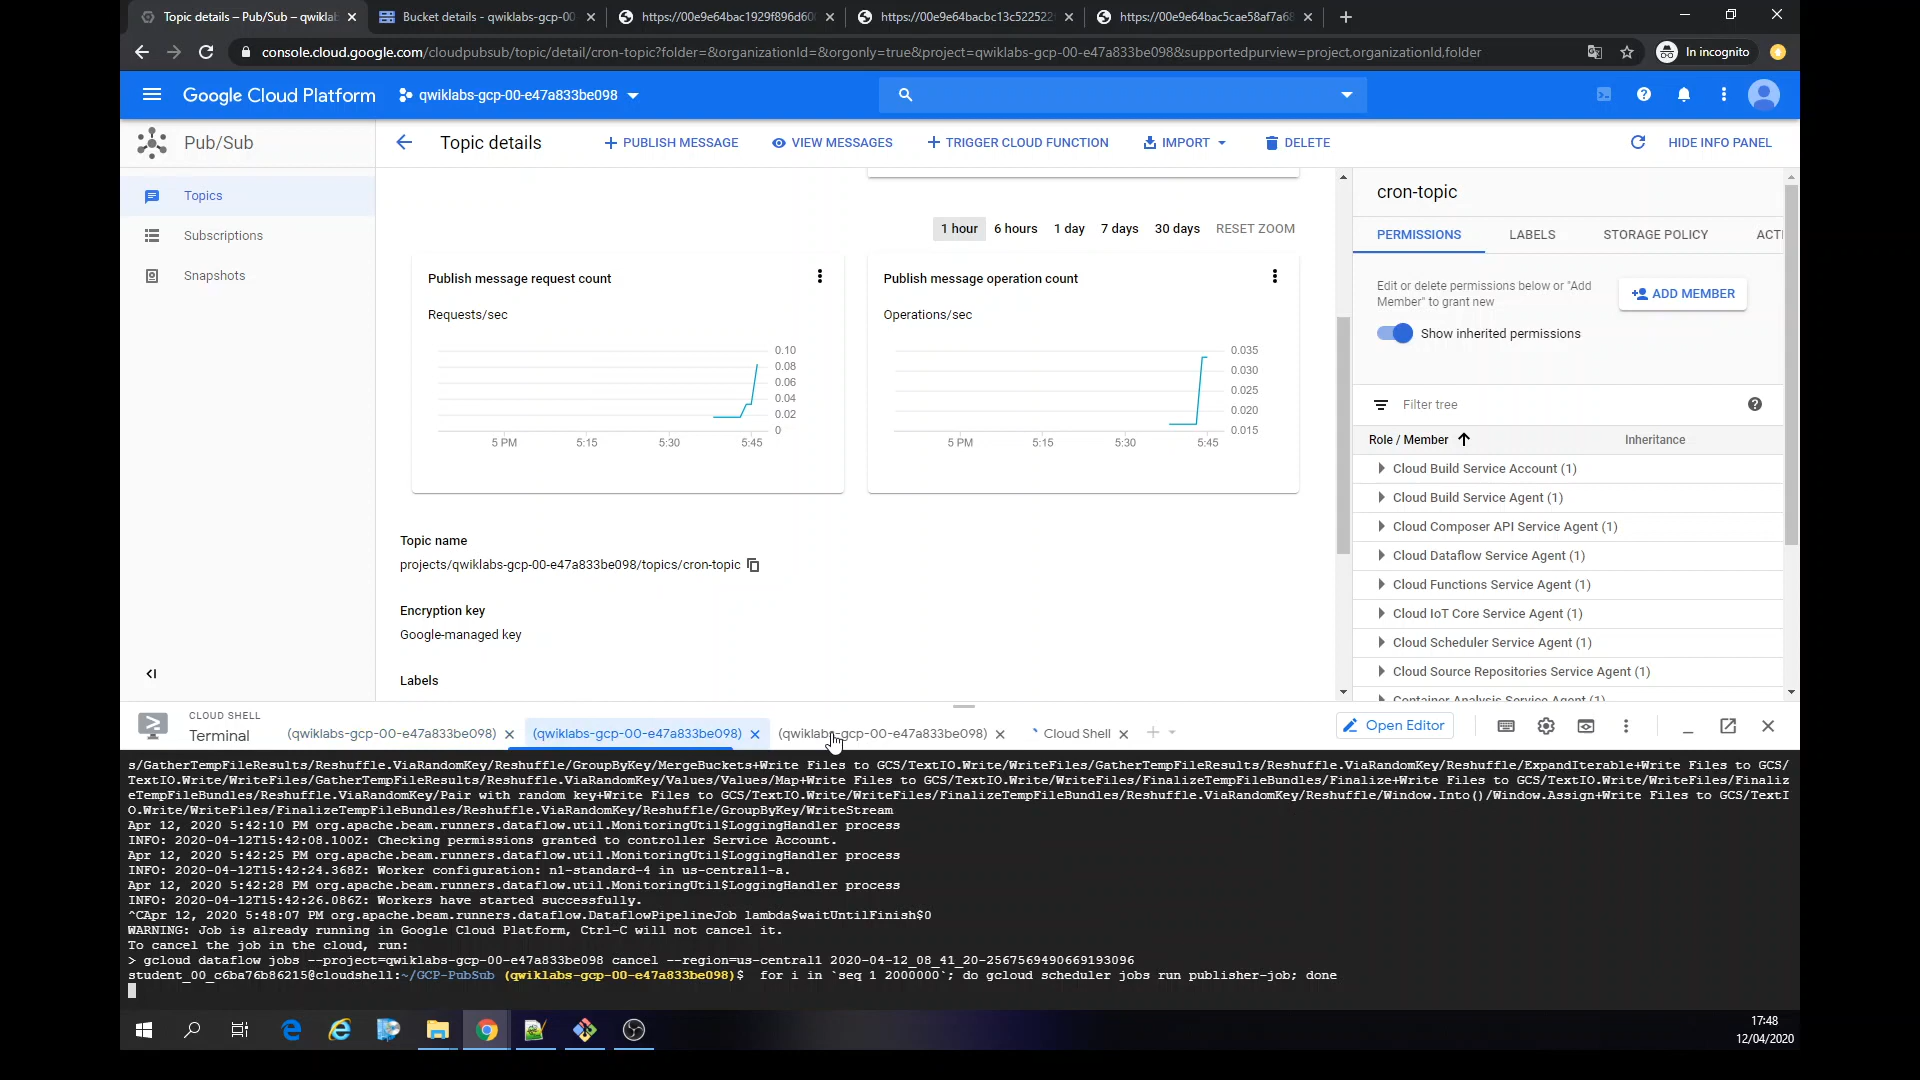 Topic details – Pub/Sub – qwikla
Bucket details - qwiklabs-gcp-00
https://00e9e64bac1929f896d60
https://00e9e64bacbc13c522522
https://00e9e64bac5cae58af7a68
console.cloud.google.com/cloudpubsub/topic/detail/cron-topic?folder=&organizationId=&orgonly=true&project=qwiklabs-gcp-00-e47a833be098&supportedpurview=project,organizationId,folder
In incognito
Google Cloud Platform
qwiklabs-gcp-00-e47a833be098
Pub/Sub
Topic details
PUBLISH MESSAGE
VIEW MESSAGES
TRIGGER CLOUD FUNCTION
IMPORT
DELETE
HIDE INFO PANEL
Topics
Subscriptions
Snapshots
1 hour 6 hours 1 day 7 days 30 days RESET ZOOM
Publish message request count
Requests/sec
0.10
0.08
0.06
0.04
0.02
0
5 PM 5:15 5:30 5:45
Publish message operation count
Operations/sec
0.035
0.030
0.025
0.020
0.015
5 PM 5:15 5:30 5:45
Topic name
projects/qwiklabs-gcp-00-e47a833be098/topics/cron-topic
Encryption key
Google-managed key
Labels
cron-topic
PERMISSIONS LABELS STORAGE POLICY ACTI
Edit or delete permissions below or "Add
Member" to grant new
ADD MEMBER
Show inherited permissions
Filter tree
Role / Member Inheritance
Cloud Build Service Account (1)
Cloud Build Service Agent (1)
Cloud Composer API Service Agent (1)
Cloud Dataflow Service Agent (1)
Cloud Functions Service Agent (1)
Cloud IoT Core Service Agent (1)
Cloud Scheduler Service Agent (1)
Cloud Source Repositories Service Agent (1)
Container Analysis Service Agent (1)
CLOUD SHELL
Terminal
(qwiklabs-gcp-00-e47a833be098)
(qwiklabs-gcp-00-e47a833be098)
(qwiklabs-gcp-00-e47a833be098)
Cloud Shell
Open Editor
s/GatherTempFileResults/Reshuffle.ViaRandomKey/Reshuffle/GroupByKey/MergeBuckets+Write Files to GCS/TextIO.Write/WriteFiles/GatherTempFileResults/Reshuffle.ViaRandomKey/Reshuffle/ExpandIterable+Write Files to GCS/
TextIO.Write/WriteFiles/GatherTempFileResults/Reshuffle.ViaRandomKey/Values/Values/Map+Write Files to GCS/TextIO.Write/WriteFiles/FinalizeTempFileBundles/Finalize+Write Files to GCS/TextIO.Write/WriteFiles/Finaliz
eTempFileBundles/Reshuffle.ViaRandomKey/Pair with random key+Write Files to GCS/TextIO.Write/WriteFiles/FinalizeTempFileBundles/Reshuffle.ViaRandomKey/Reshuffle/Window.Into()/Window.Assign+Write Files to GCS/TextI
O.Write/WriteFiles/FinalizeTempFileBundles/Reshuffle.ViaRandomKey/Reshuffle/GroupByKey/WriteStream
Apr 12, 2020 5:42:10 PM org.apache.beam.runners.dataflow.util.MonitoringUtil$LoggingHandler process
INFO: 2020-04-12T15:42:08.100Z: Checking permissions granted to controller Service Account.
Apr 12, 2020 5:42:25 PM org.apache.beam.runners.dataflow.util.MonitoringUtil$LoggingHandler process
INFO: 2020-04-12T15:42:24.368Z: Worker configuration: n1-standard-4 in us-central1-a.
Apr 12, 2020 5:42:28 PM org.apache.beam.runners.dataflow.util.MonitoringUtil$LoggingHandler process
INFO: 2020-04-12T15:42:26.086Z: Workers have started successfully.
^CApr 12, 2020 5:48:07 PM org.apache.beam.runners.dataflow.DataflowPipelineJob lambda$waitUntilFinish$0
WARNING: Job is already running in Google Cloud Platform, Ctrl-C will not cancel it.
To cancel the job in the cloud, run:
> gcloud dataflow jobs --project=qwiklabs-gcp-00-e47a833be098 cancel --region=us-central1 2020-04-12_08_41_20-2567569490669193096
student_00_c6ba76b86215@cloudshell:~/GCP-PubSub (qwiklabs-gcp-00-e47a833be098)$ for i in `seq 1 2000000`; do gcloud scheduler jobs run publisher-job; done
17:48
12/04/2020